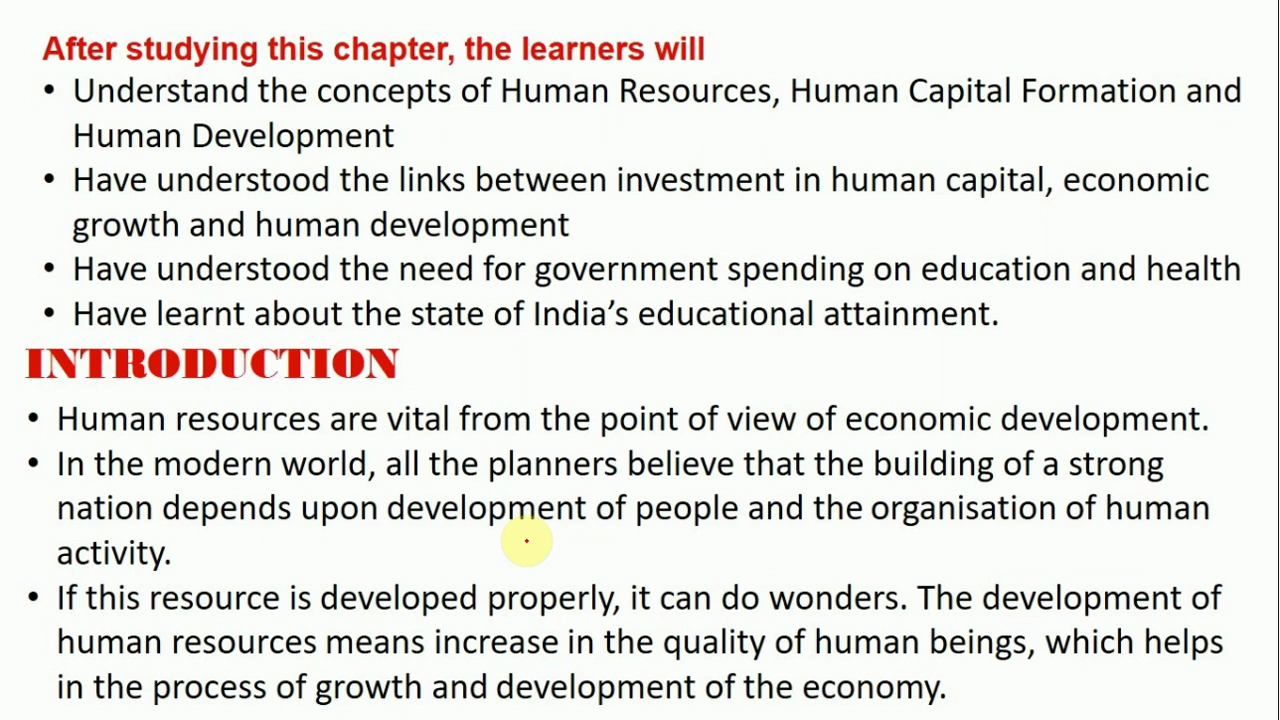 After studying this chapter, the learners will
• Understand the concepts of Human Resources, Human Capital Formation and
Human Development
• Have understood the links between investment in human capital, economic
growth and human development
• Have understood the need for government spending on education and health
• Have learnt about the state of India’s educational attainment.
INTRODUCTION
• Human resources are vital from the point of view of economic development.
• In the modern world, all the planners believe that the building of a strong
nation depends upon development of people and the organisation of human
activity.
• If this resource is developed properly, it can do wonders. The development of
human resources means increase in the quality of human beings, which helps
in the process of growth and development of the economy.